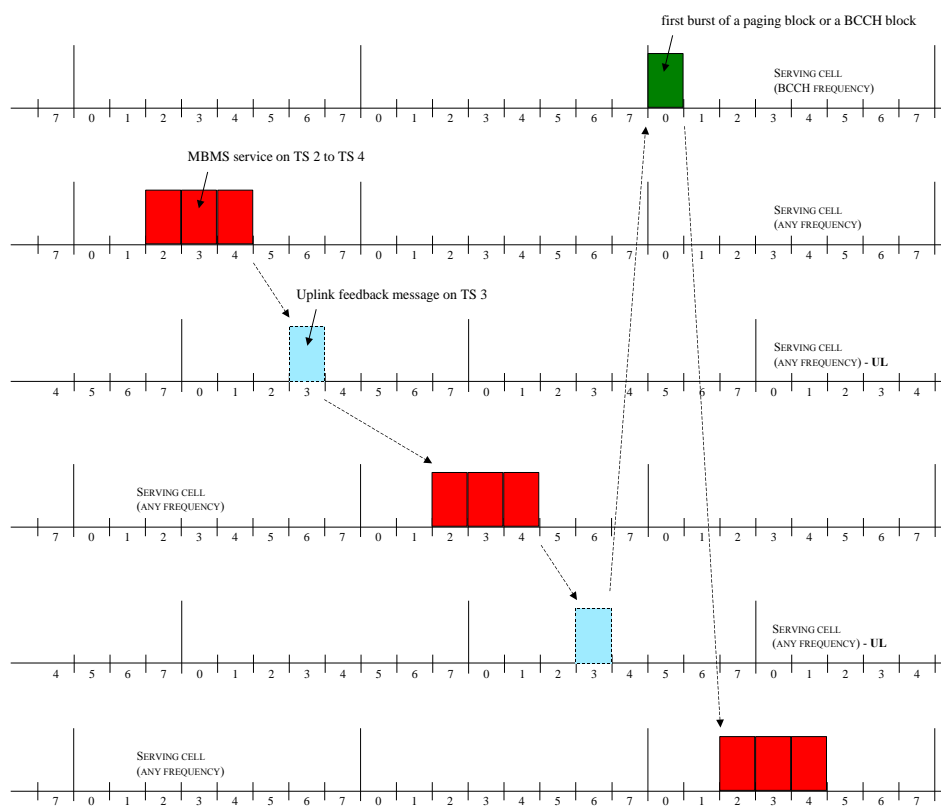 first burst of a paging block or a BCCH block
SERVING CELL
(BCCH FREQUENCY)
7 0 1 2 3 4 5 6 7 0 1 2 3 4 5 6 7 0 1 2 3 4 5 6 7
MBMS service on TS 2 to TS 4
SERVING CELL
(ANY FREQUENCY)
7 0 1 2 3 4 5 6 7 0 1 2 3 4 5 6 7 0 1 2 3 4 5 6 7
Uplink feedback message on TS 3
SERVING CELL
(ANY FREQUENCY) - UL
4 5 6 7 0 1 2 3 4 5 6 7 0 1 2 3 4 5 6 7 0 1 2 3 4
SERVING CELL
(ANY FREQUENCY)
7 0 1 2 3 4 5 6 7 0 1 2 3 4 5 6 7 0 1 2 3 4 5 6 7
SERVING CELL
(ANY FREQUENCY) - UL
4 5 6 7 0 1 2 3 4 5 6 7 0 1 2 3 4 5 6 7 0 1 2 3 4
SERVING CELL
(ANY FREQUENCY)
7 0 1 2 3 4 5 6 7 0 1 2 3 4 5 6 7 0 1 2 3 4 5 6 7